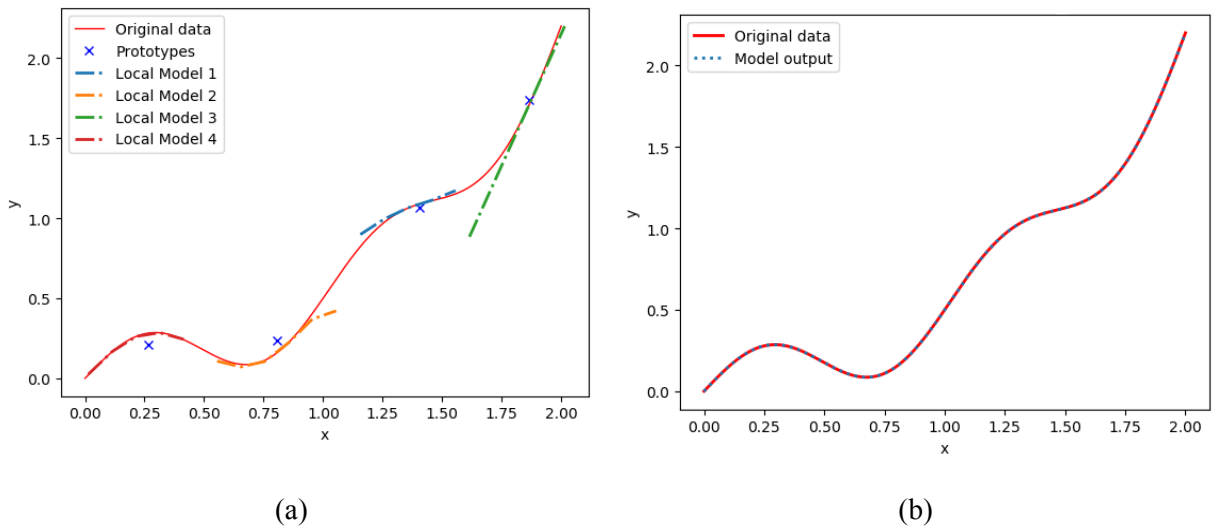 Original data
Prototypes
Local Model 1
Local Model 2
Local Model 3
Local Model 4
2.0
1.5
1.0
0.5
0.0
y
0.00 0.25 0.50 0.75 1.00 1.25 1.50 1.75 2.00
x
(a)
Original data
Model output
2.0
1.5
1.0
0.5
0.0
y
0.00 0.25 0.50 0.75 1.00 1.25 1.50 1.75 2.00
x
(b)